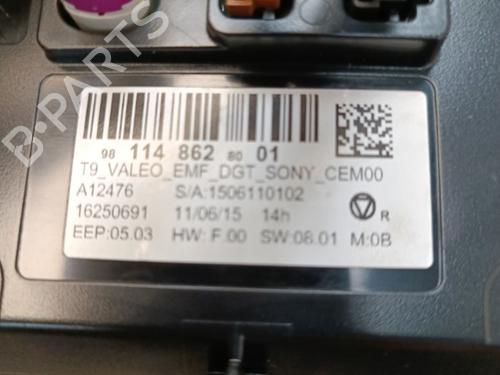 98 114 862 80 01
T9_VALEO_EMF_DGT_SONY_CEM00
A12476 S/A:1506110102
16250691 11/06/15 14h
R
EEP:05.03 HW: F.00 SW:08.01 M:0B
B-PARTS